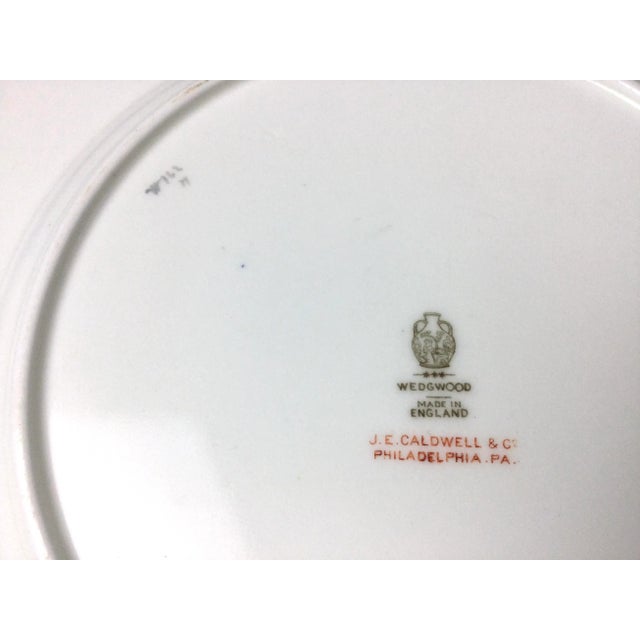 WEDGWOOD
MADE IN
ENGLAND
J. E. CALDWELL & Co
PHILADELPHIA. PA.